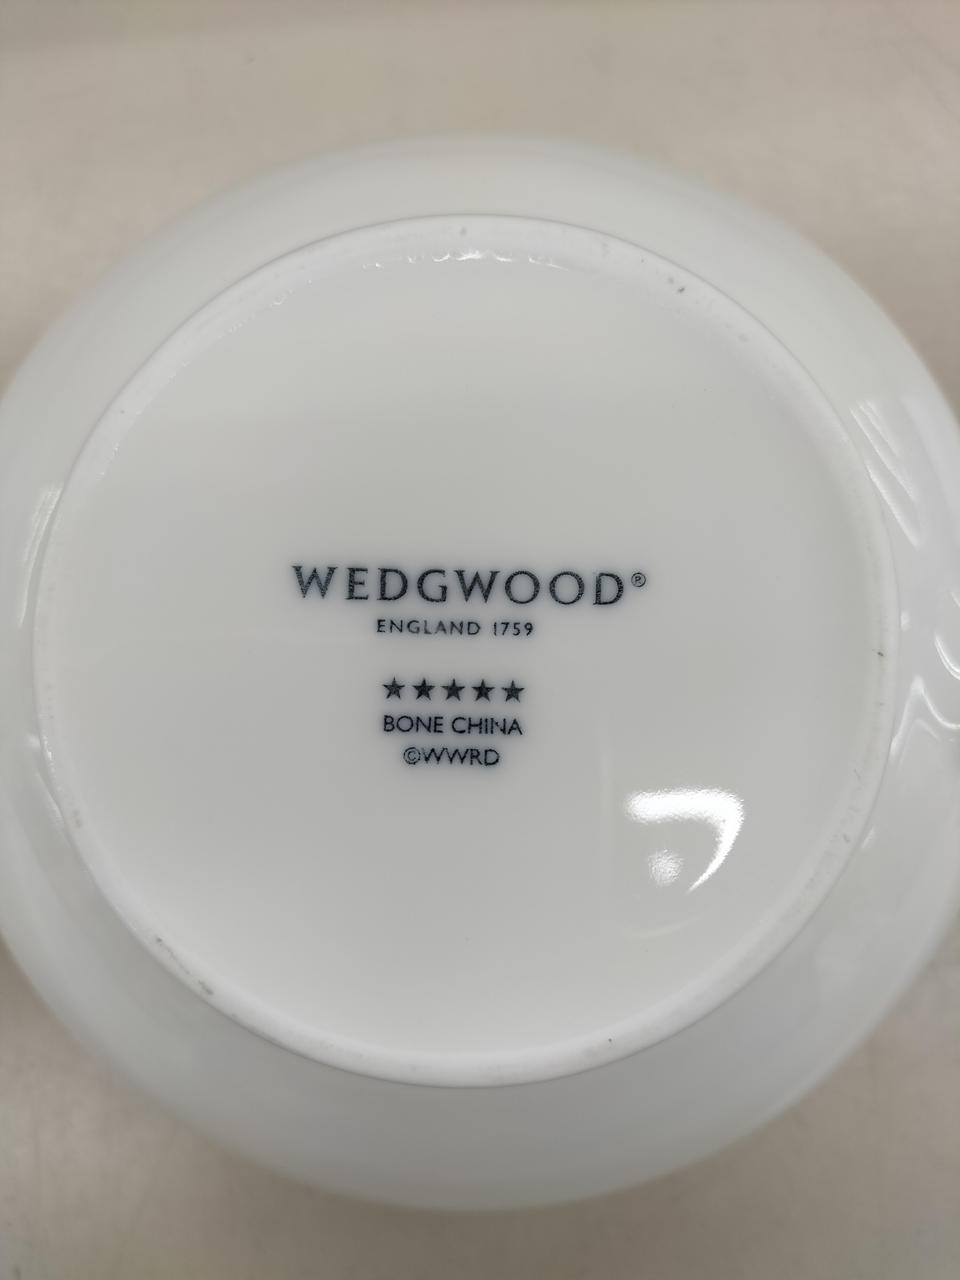 WEDGWOOD®
ENGLAND 1759
★★★★★
BONE CHINA
©WWRD